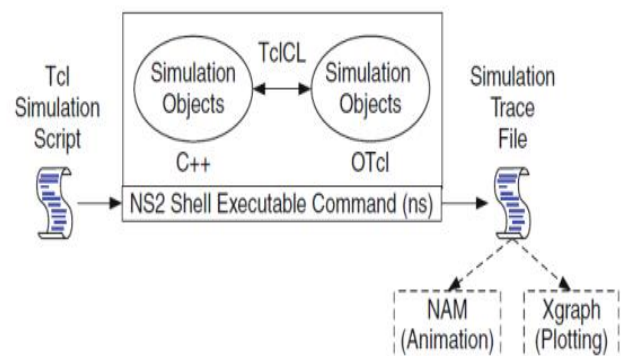 Tcl
Simulation
Script
TclCL
Simulation
Objects
Simulation
Objects
C++
OTcl
NS2 Shell Executable Command (ns)
Simulation
Trace
File
NAM
(Animation)
Xgraph
(Plotting)